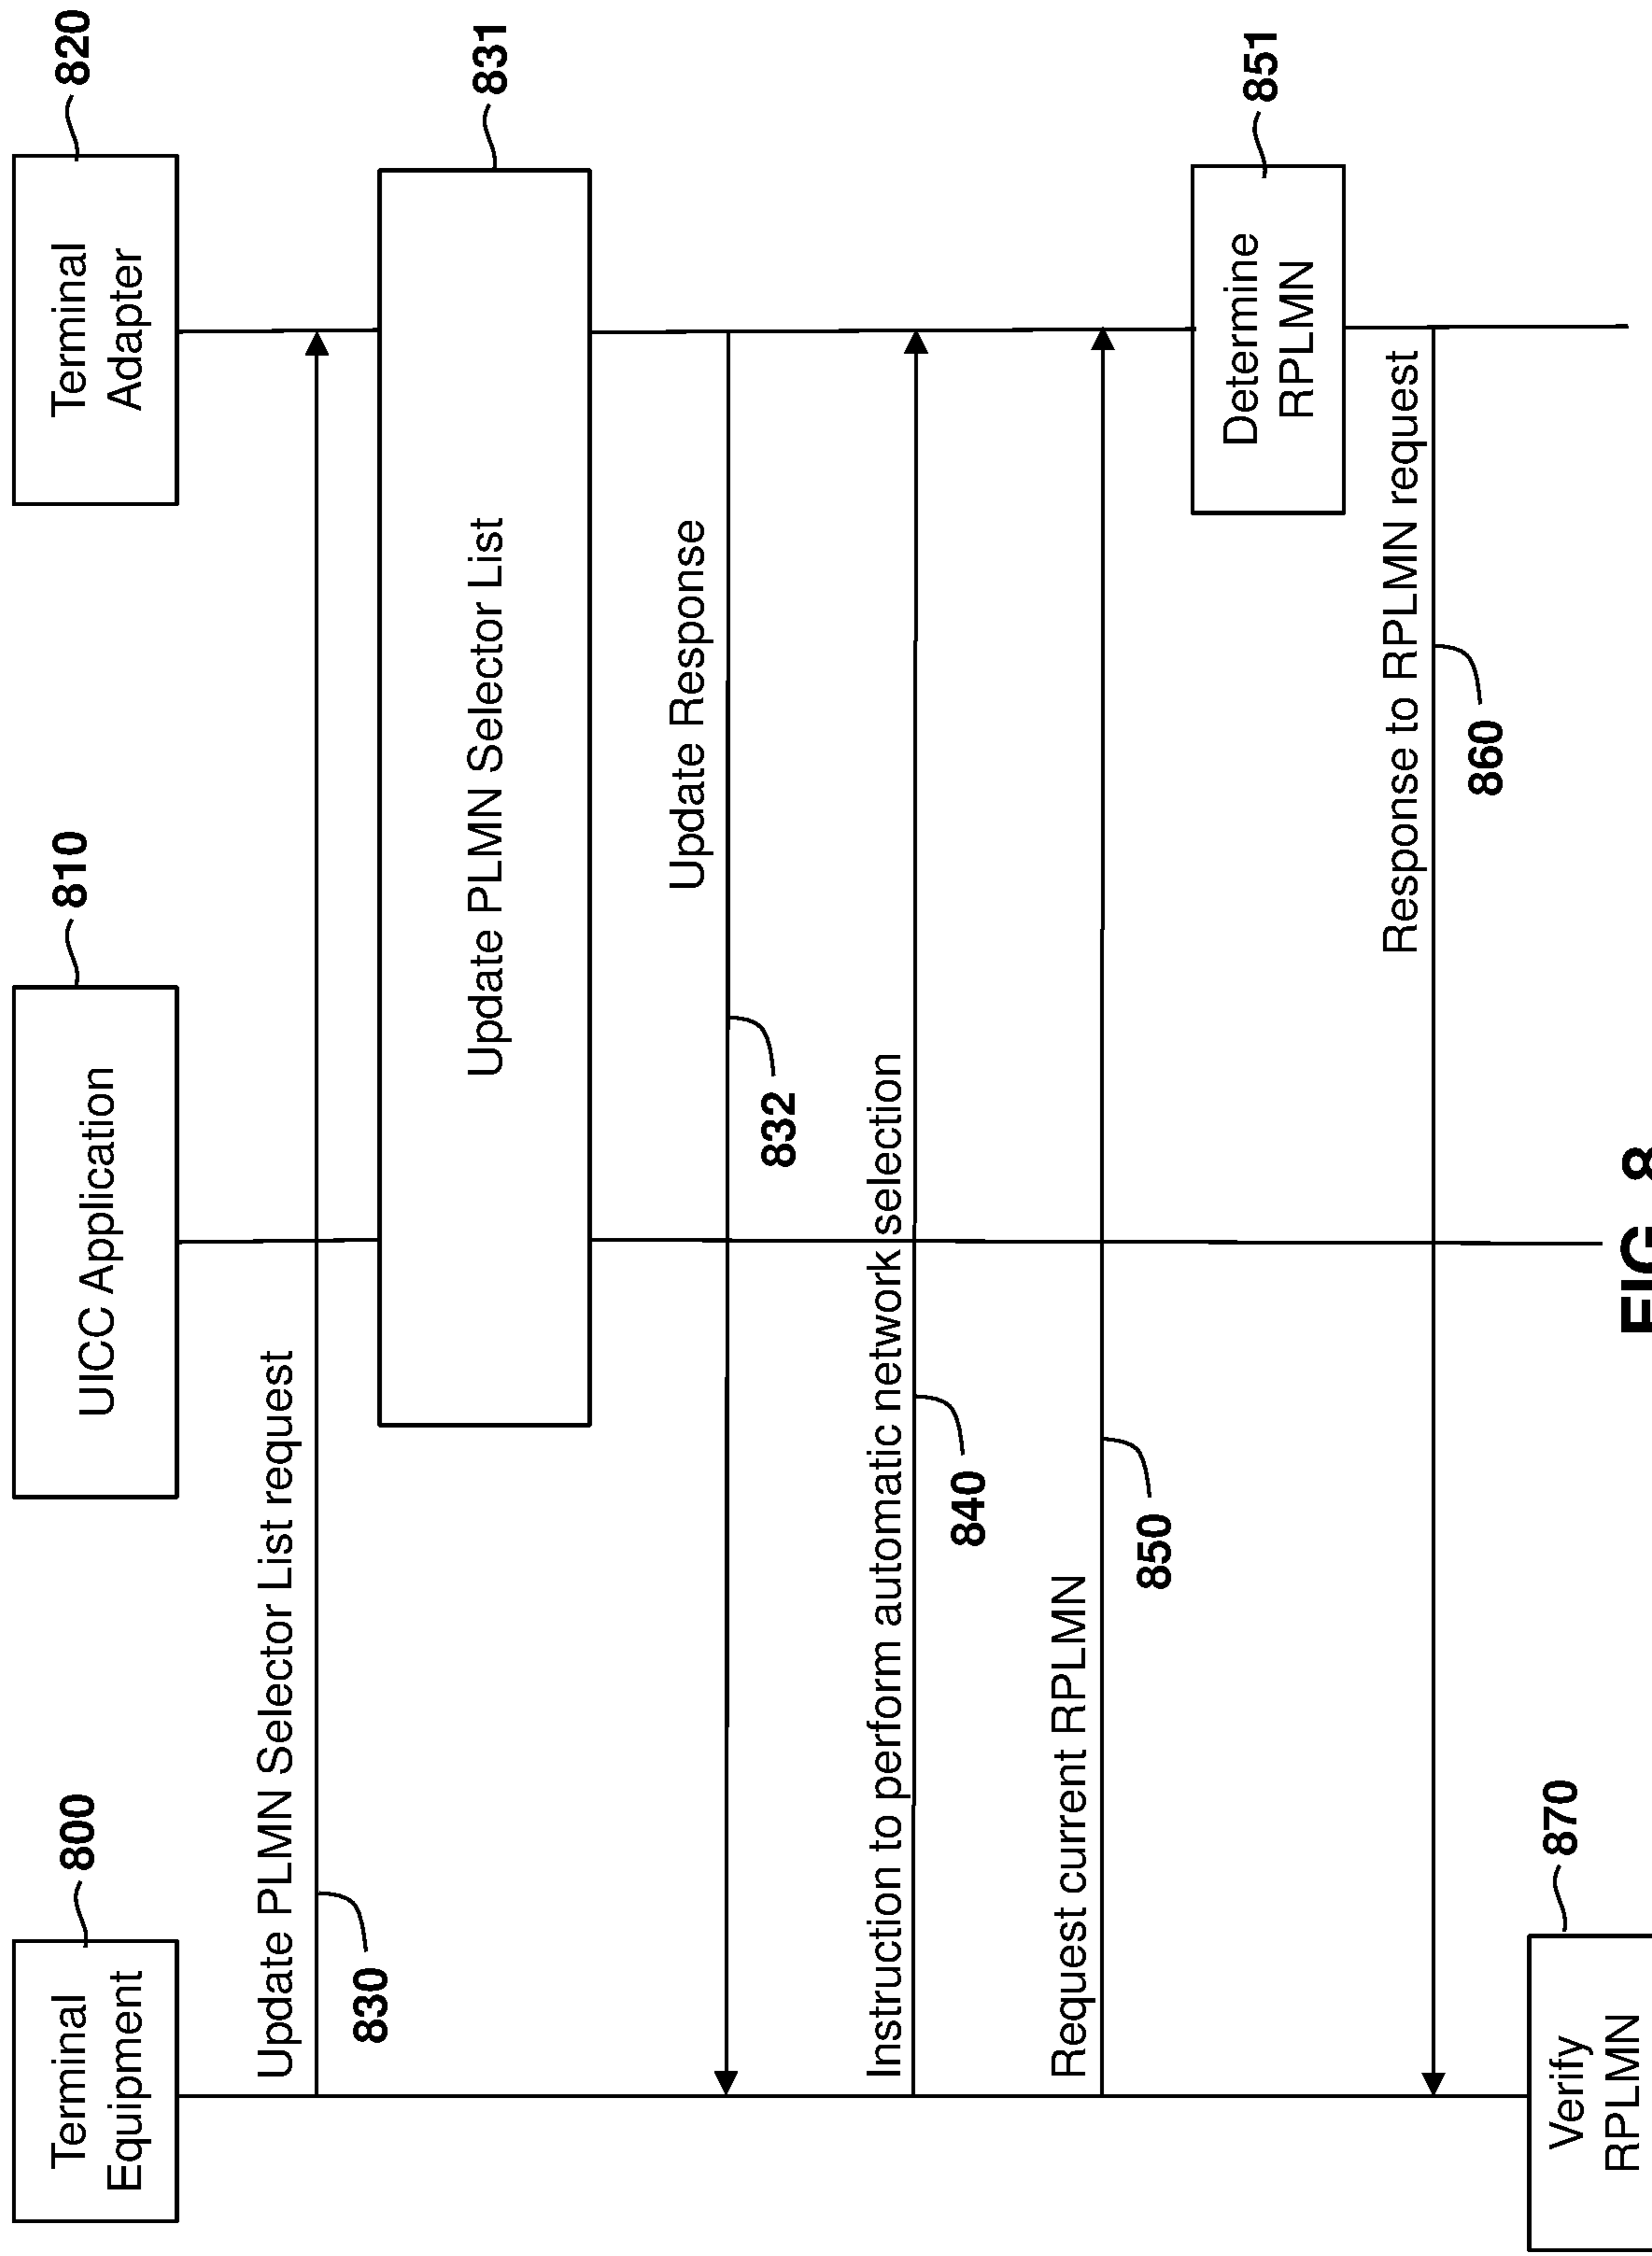 Terminal
Equipment
800
UICC Application
810
Terminal
Adapter
820
Update PLMN Selector List request
830
Update PLMN Selector List
831
Update Response
832
Instruction to perform automatic network selection
840
Request current RPLMN
850
Determine
RPLMN
851
Response to RPLMN request
860
Verify
RPLMN
870
FIG. 8